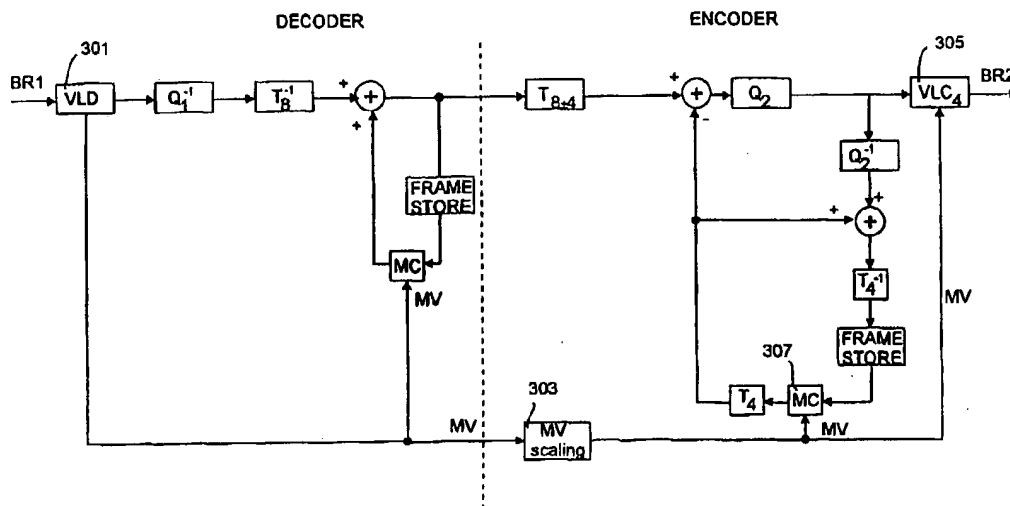 DECODER
ENCODER
301
305
BR1
VLD
Q₁⁻¹
T₈⁻¹
+
+
+
T₈₊₄
+
+
-
Q₂
VLC₄
BR2
Q₂⁻¹
FRAME
STORE
+
+
+
MC
MV
T₄⁻¹
MV
FRAME
STORE
307
T₄
MC
303
MV
MV
scaling
MV